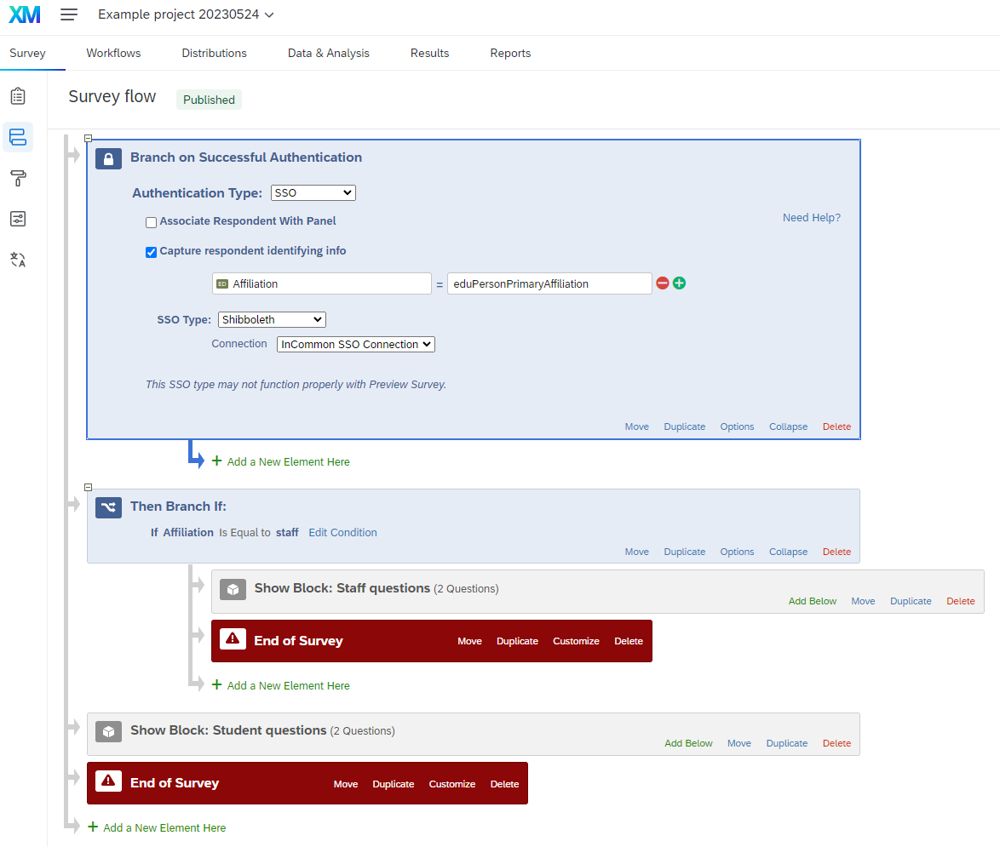 XM Example project 20230524
Survey Workflows Distributions Data & Analysis Results Reports
Survey flow Published
Branch on Successful Authentication
Authentication Type: SSO
Need Help?
Associate Respondent With Panel
Capture respondent identifying info
ED Affiliation = eduPersonPrimaryAffiliation
SSO Type: Shibboleth
Connection InCommon SSO Connection
This SSO type may not function properly with Preview Survey.
Move Duplicate Options Collapse Delete
+ Add a New Element Here
Then Branch If:
If Affiliation Is Equal to staff Edit Condition
Move Duplicate Options Collapse Delete
Show Block: Staff questions (2 Questions)
Add Below Move Duplicate Delete
End of Survey Move Duplicate Customize Delete
+ Add a New Element Here
Show Block: Student questions (2 Questions)
Add Below Move Duplicate Delete
End of Survey Move Duplicate Customize Delete
+ Add a New Element Here